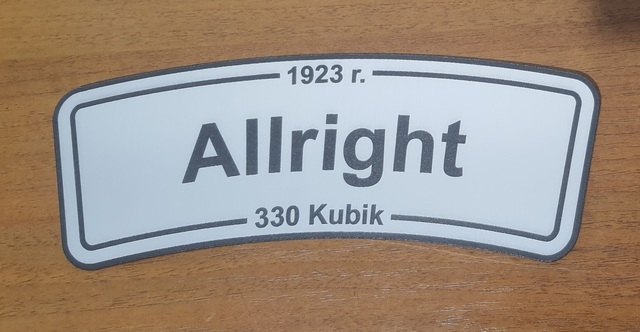 1923 r.
Allright
330 Kubik